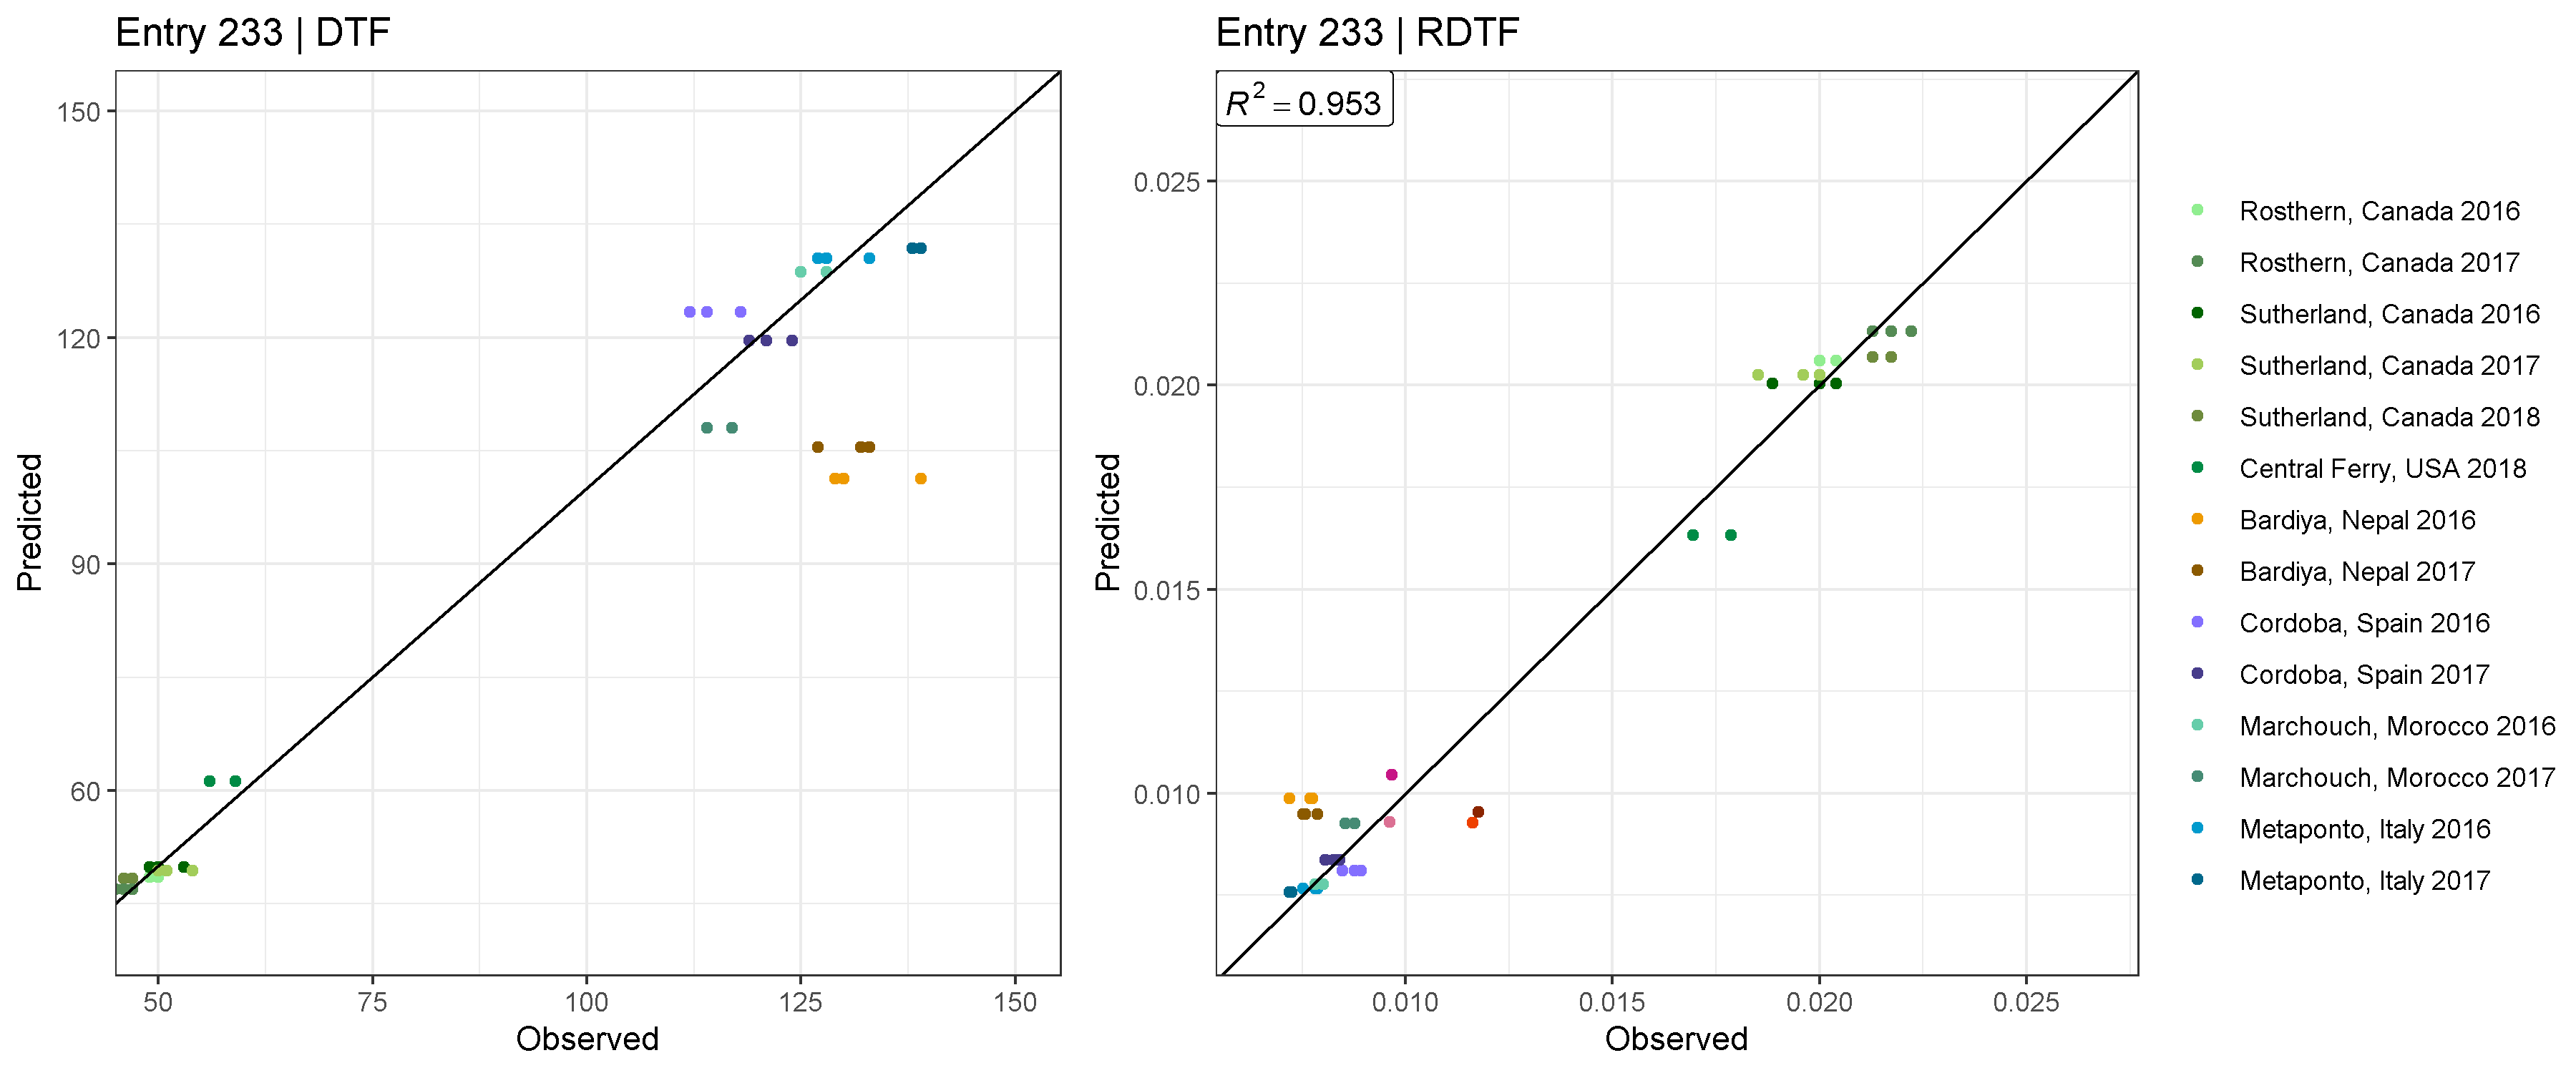 Entry 233 | DTF
150
120
90
60
Predicted
50
75
100
125
150
Observed
Entry 233 | RDTF
R² = 0.953
0.025
0.020
0.015
0.010
Predicted
0.010
0.015
0.020
0.025
Observed
Rosthern, Canada 2016
Rosthern, Canada 2017
Sutherland, Canada 2016
Sutherland, Canada 2017
Sutherland, Canada 2018
Central Ferry, USA 2018
Bardiya, Nepal 2016
Bardiya, Nepal 2017
Cordoba, Spain 2016
Cordoba, Spain 2017
Marchouch, Morocco 2016
Marchouch, Morocco 2017
Metaponto, Italy 2016
Metaponto, Italy 2017